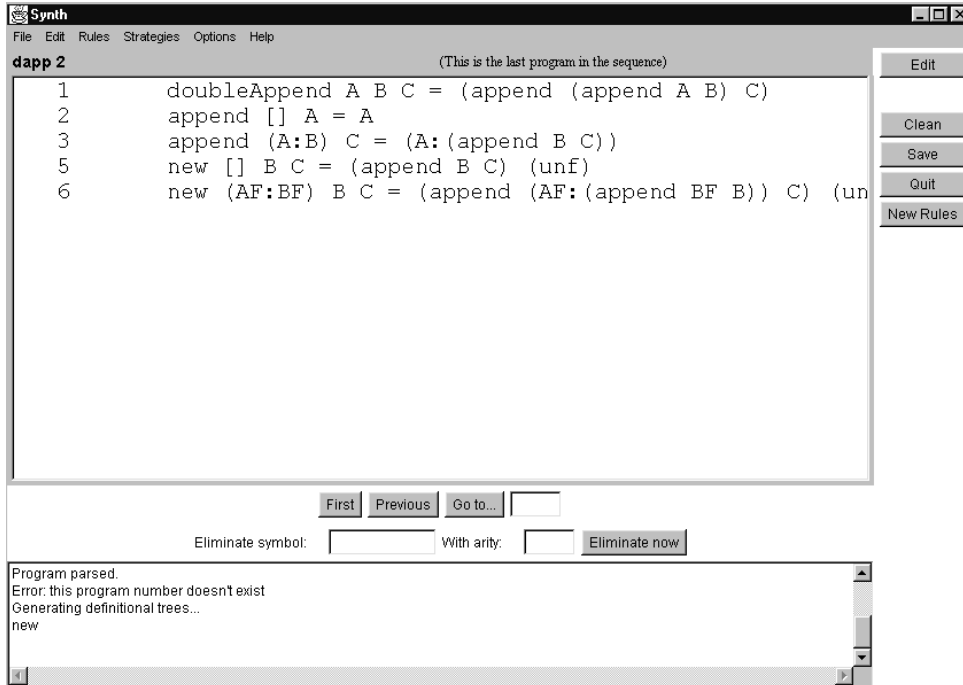 Synth
File Edit Rules Strategies Options Help
dapp 2 (This is the last program in the sequence) Edit
1 doubleAppend A B C = (append (append A B) C)
2 append [] A = A
3 append (A:B) C = (A:(append B C))
5 new [] B C = (append B C) (unf)
6 new (AF:BF) B C = (append (AF:(append BF B)) C) (un
Clean
Save
Quit
New Rules
First Previous Go to...
Eliminate symbol: With arity: Eliminate now
Program parsed.
Error: this program number doesn't exist
Generating definitional trees...
new